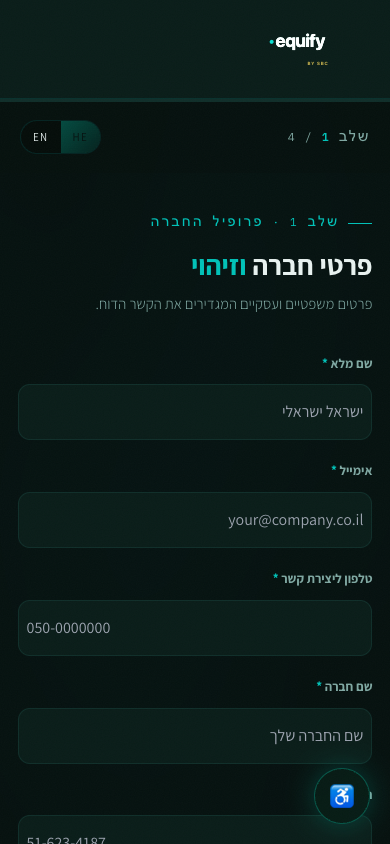 equify
BY GRC
שלב 1 / 4
EN HE
שלב 1 · פרופיל החברה
פרטי חברה וזיהוי
פרטים משפטיים ועסקיים המגדירים את הקשר הדוח.
שם מלא *
ישראל ישראלי
אימייל *
your@company.co.il
טלפון ליצירת קשר *
050-0000000
שם חברה *
שם החברה שלך
51-623-4187